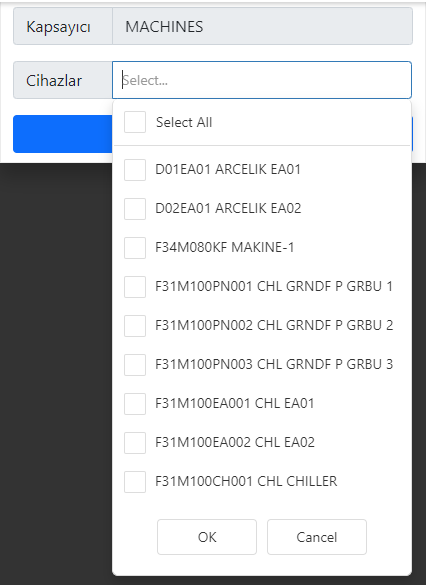 Kapsayıcı MACHINES
Cihazlar Select...
Select All
D01EA01 ARCELIK EA01
D02EA01 ARCELIK EA02
F34M080KF MAKINE-1
F31M100PN001 CHL GRNDF P GRBU 1
F31M100PN002 CHL GRNDF P GRBU 2
F31M100PN003 CHL GRNDF P GRBU 3
F31M100EA001 CHL EA01
F31M100EA002 CHL EA02
F31M100CH001 CHL CHILLER
OK Cancel